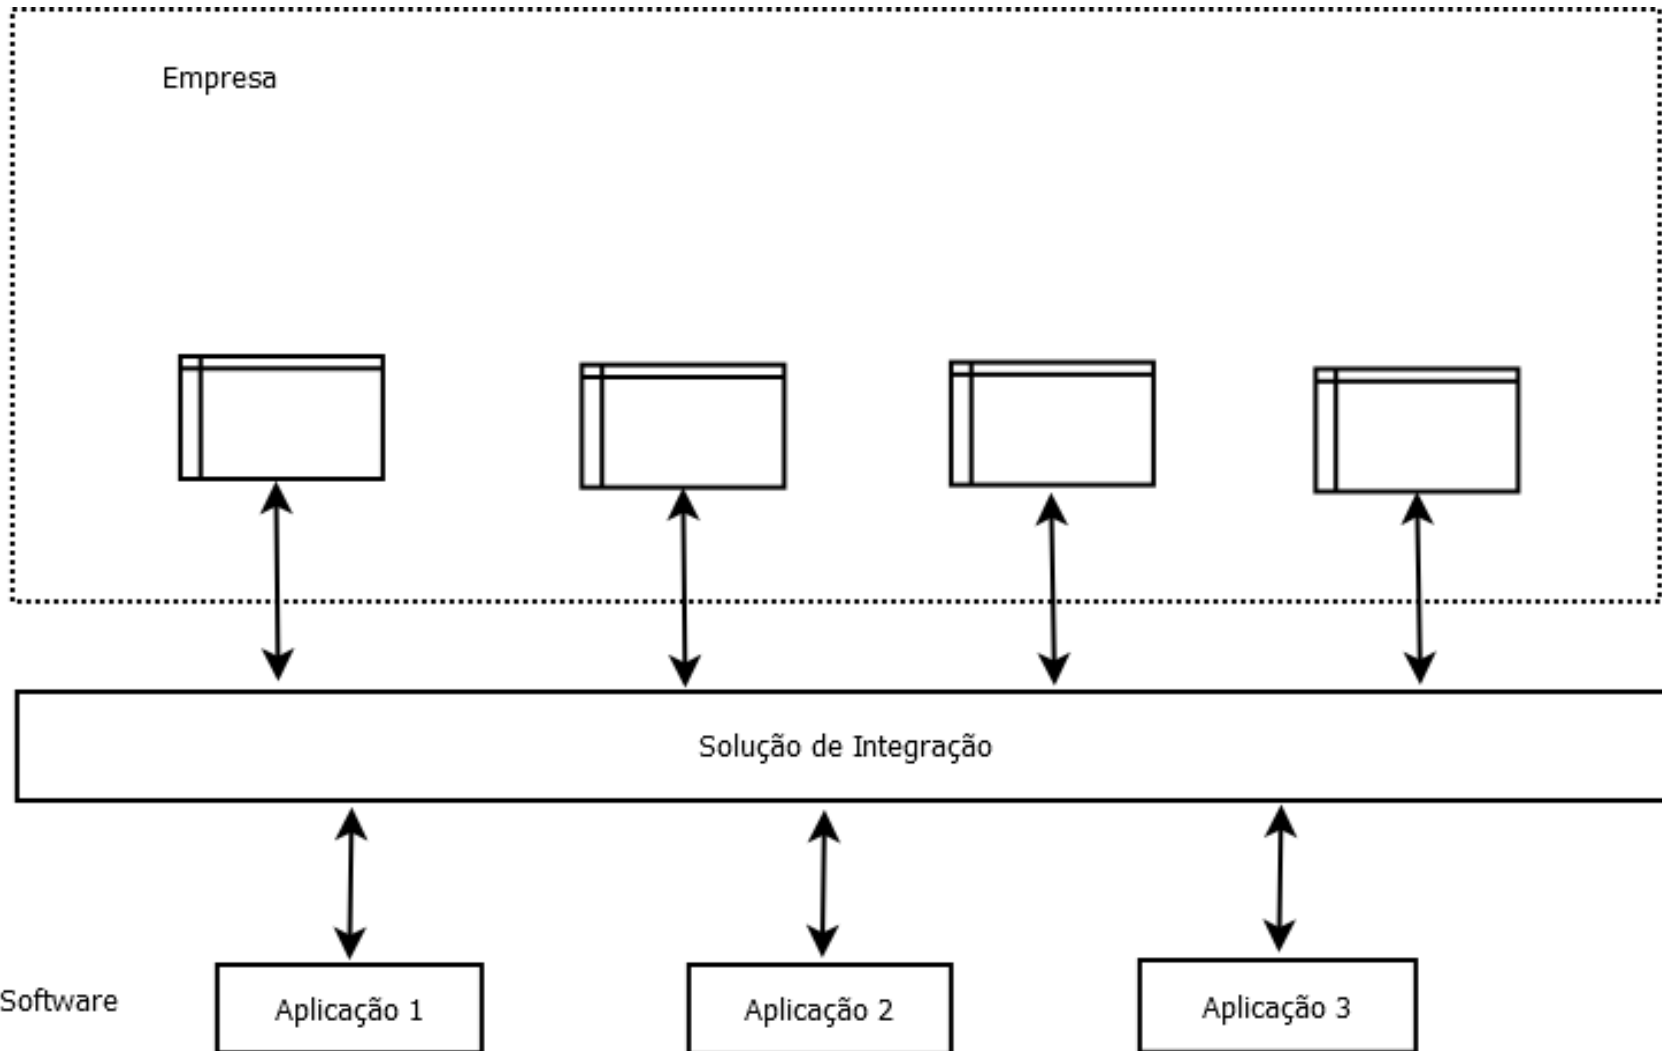 Empresa
Solução de Integração
Software
Aplicação 1
Aplicação 2
Aplicação 3